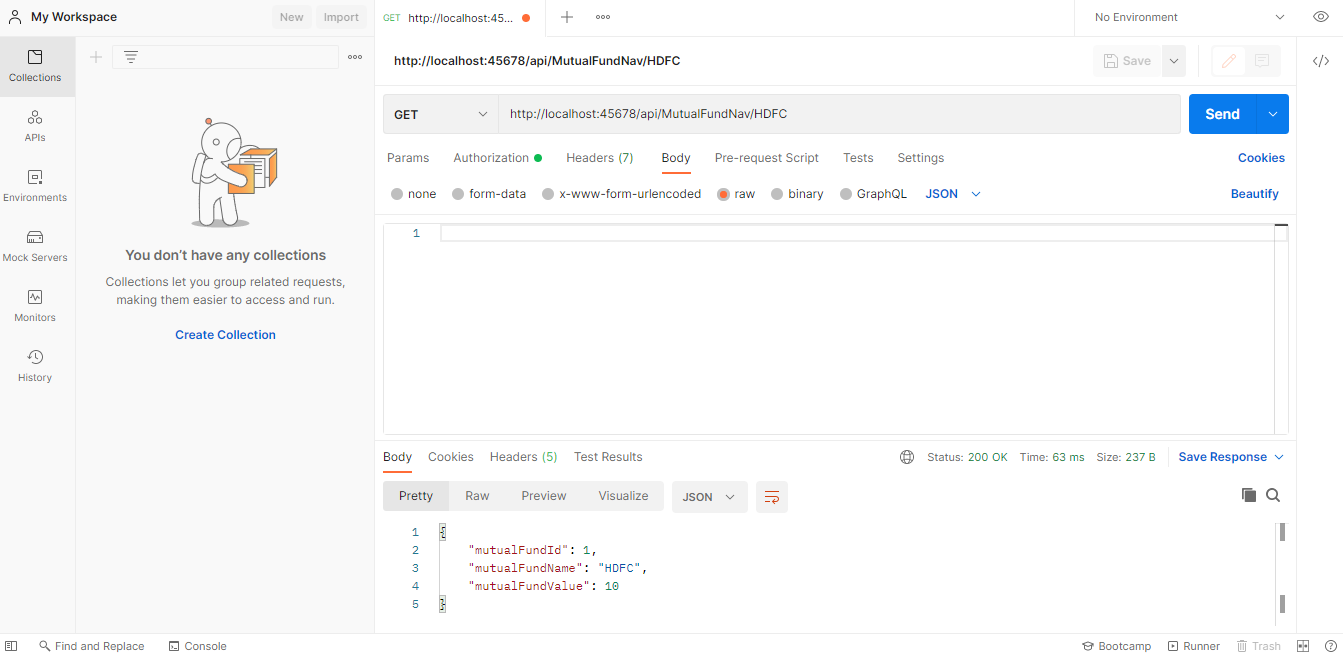 My Workspace
New
Import
GET http://localhost:45...
No Environment
Collections
APIs
Environments
Mock Servers
Monitors
History
You don't have any collections
Collections let you group related requests,
making them easier to access and run.
Create Collection
http://localhost:45678/api/MutualFundNav/HDFC
Save
GET
http://localhost:45678/api/MutualFundNav/HDFC
Send
Params Authorization Headers (7) Body Pre-request Script Tests Settings Cookies
none form-data x-www-form-urlencoded raw binary GraphQL JSON Beautify
1
Body Cookies Headers (5) Test Results Status: 200 OK Time: 63 ms Size: 237 B Save Response
Pretty Raw Preview Visualize JSON
1 {
2 "mutualFundId": 1,
3 "mutualFundName": "HDFC",
4 "mutualFundValue": 10
5 }
Find and Replace Console Bootcamp Runner Trash